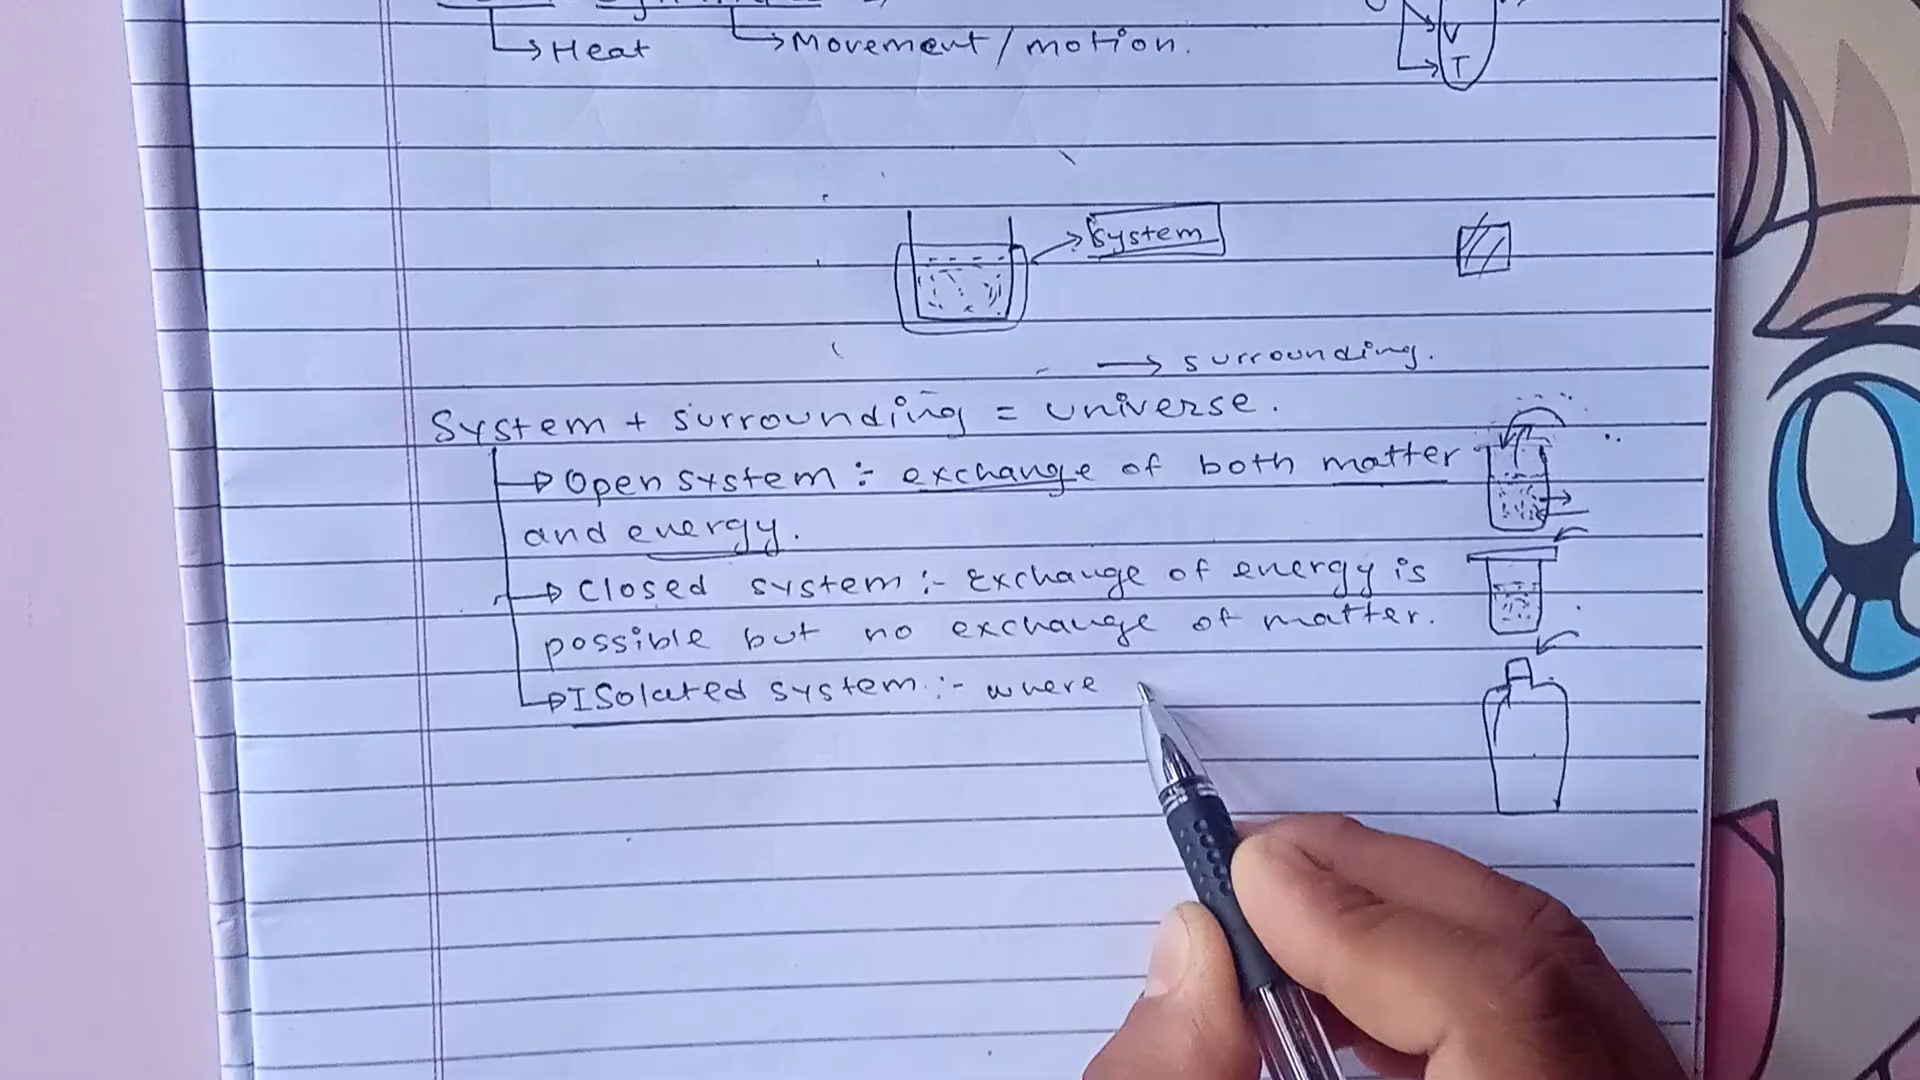 Heat
Movement/motion.
V
T
System
surrounding.
System + surrounding = universe.
Open system :- exchange of both matter
and energy.
Closed system :- Exchange of energy is
possible but no exchange of matter.
ISolated system :- where